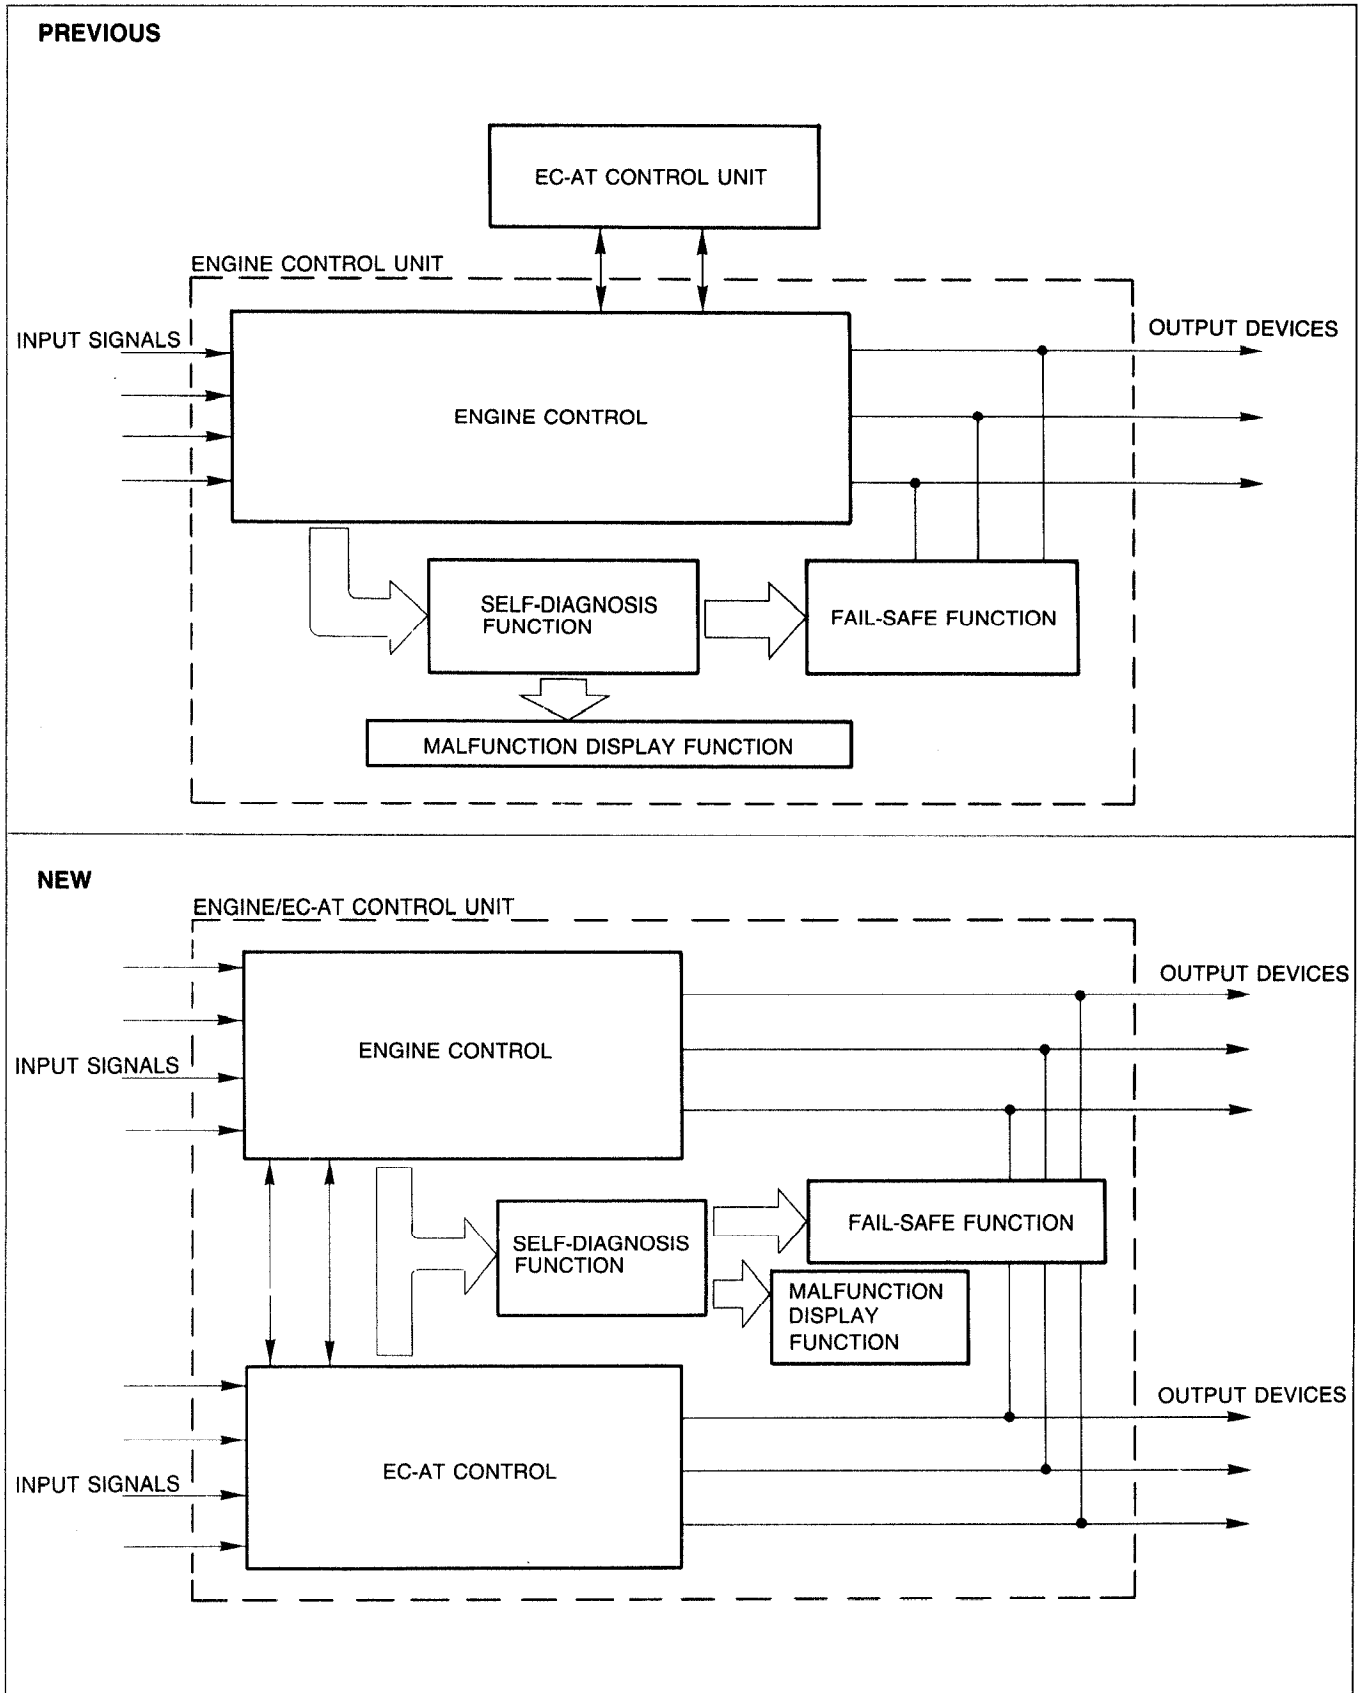 PREVIOUS
EC-AT CONTROL UNIT
ENGINE CONTROL UNIT
INPUT SIGNALS
OUTPUT DEVICES
ENGINE CONTROL
SELF-DIAGNOSIS
FUNCTION
FAIL-SAFE FUNCTION
MALFUNCTION DISPLAY FUNCTION
NEW
ENGINE/EC-AT CONTROL UNIT
OUTPUT DEVICES
ENGINE CONTROL
INPUT SIGNALS
FAIL-SAFE FUNCTION
SELF-DIAGNOSIS
FUNCTION
MALFUNCTION
DISPLAY
FUNCTION
OUTPUT DEVICES
EC-AT CONTROL
INPUT SIGNALS